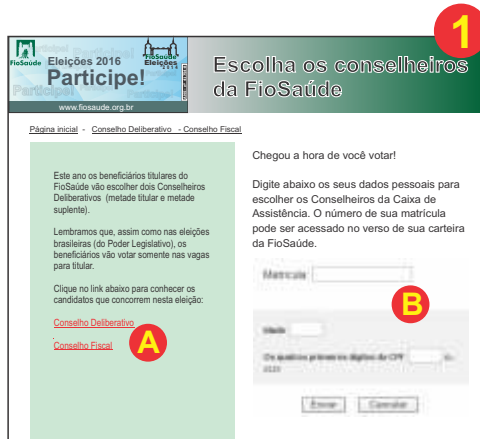 1
FioSaúde
Eleições 2016
Participe!
www.fiosaude.org.br
FioSaúde
Eleições
Escolha os conselheiros
da FioSaúde
Página inicial - Conselho Deliberativo - Conselho Fiscal
Este ano os beneficiários titulares do
FioSaúde vão escolher dois Conselheiros
Deliberativos (metade titular e metade
suplente).
Lembramos que, assim como nas eleições
brasileiras (do Poder Legislativo), os
beneficiários vão votar somente nas vagas
para titular.
Clique no link abaixo para conhecer os
candidatos que concorrem nesta eleição:
Conselho Deliberativo
Conselho Fiscal
A
Chegou a hora de você votar!
Digite abaixo os seus dados pessoais para
escolher os Conselheiros da Caixa de
Assistência. O número de sua matrícula
pode ser acessado no verso de sua carteira
da FioSaúde.
Matrícula
B
Idade
Os quatros primeiros dígitos do CPF
Enviar Cancelar